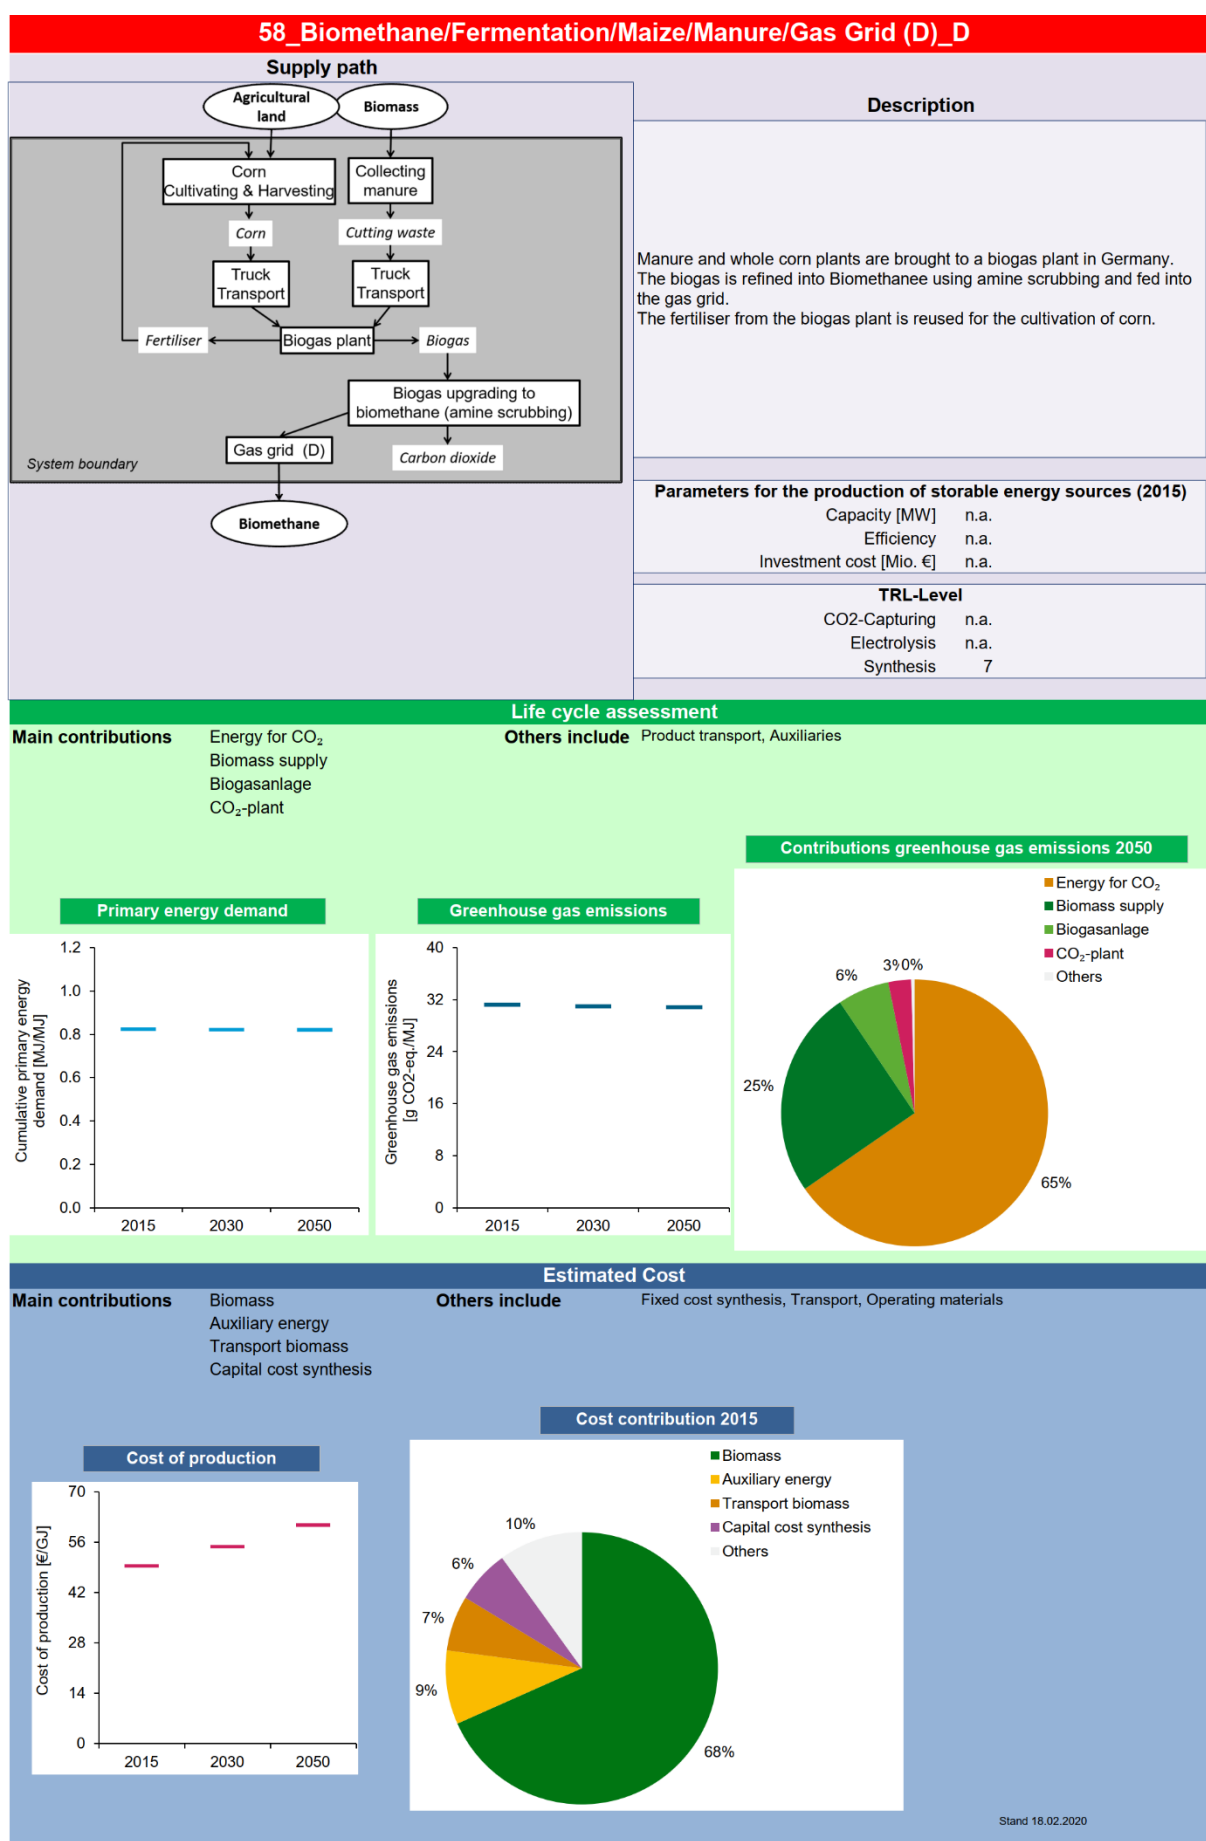 58_Biomethane/Fermentation/Maize/Manure/Gas Grid (D)_D
Supply path
Agricultural
land
Biomass
Corn
Cultivating & Harvesting
Collecting
manure
Corn
Cutting waste
Truck
Transport
Truck
Transport
Fertiliser
Biogas plant
Biogas
Biogas upgrading to
biomethane (amine scrubbing)
Gas grid (D)
Carbon dioxide
System boundary
Biomethane
Description
Manure and whole corn plants are brought to a biogas plant in Germany.
The biogas is refined into Biomethanee using amine scrubbing and fed into
the gas grid.
The fertiliser from the biogas plant is reused for the cultivation of corn.
Parameters for the production of storable energy sources (2015)
Capacity [MW] n.a.
Efficiency n.a.
Investment cost [Mio. €] n.a.
TRL-Level
CO2-Capturing n.a.
Electrolysis n.a.
Synthesis 7
Life cycle assessment
Main contributions
Energy for CO₂
Biomass supply
Biogasanlage
CO₂-plant
Others include Product transport, Auxiliaries
Primary energy demand
Cumulative primary energy
demand [MJ/MJ]
1.2
1.0
0.8
0.6
0.4
0.2
0.0
2015 2030 2050
Greenhouse gas emissions
Greenhouse gas emissions
[g CO2-eq./MJ]
40
32
24
16
8
0
2015 2030 2050
Contributions greenhouse gas emissions 2050
Energy for CO₂
Biomass supply
Biogasanlage
CO₂-plant
Others
6%
3%
0%
25%
65%
Estimated Cost
Main contributions
Biomass
Auxiliary energy
Transport biomass
Capital cost synthesis
Others include Fixed cost synthesis, Transport, Operating materials
Cost of production
Cost of production [€/GJ]
70
56
42
28
14
0
2015 2030 2050
Cost contribution 2015
Biomass
Auxiliary energy
Transport biomass
Capital cost synthesis
Others
10%
6%
7%
9%
68%
Stand 18.02.2020